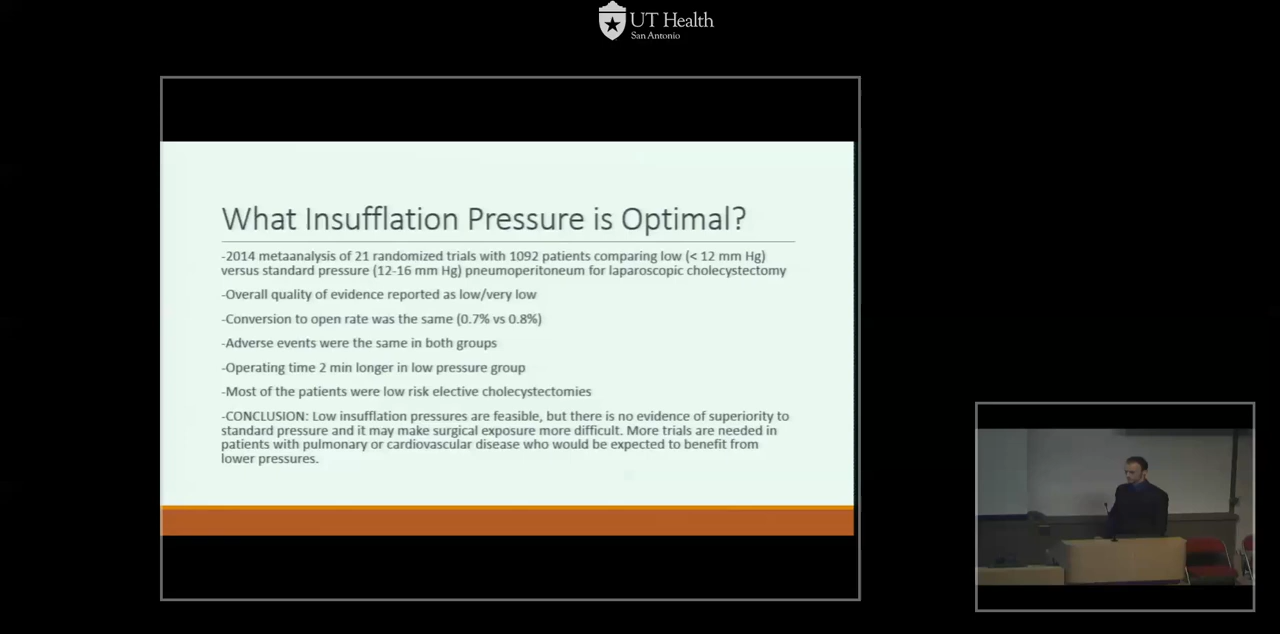 UT Health
San Antonio
What Insufflation Pressure is Optimal?
-2014 metaanalysis of 21 randomized trials with 1092 patients comparing low (< 12 mm Hg)
versus standard pressure (12-16 mm Hg) pneumoperitoneum for laparoscopic cholecystectomy
-Overall quality of evidence reported as low/very low
-Conversion to open rate was the same (0.7% vs 0.8%)
-Adverse events were the same in both groups
-Operating time 2 min longer in low pressure group
-Most of the patients were low risk elective cholecystectomies
-CONCLUSION: Low insufflation pressures are feasible, but there is no evidence of superiority to
standard pressure and it may make surgical exposure more difficult. More trials are needed in
patients with pulmonary or cardiovascular disease who would be expected to benefit from
lower pressures.